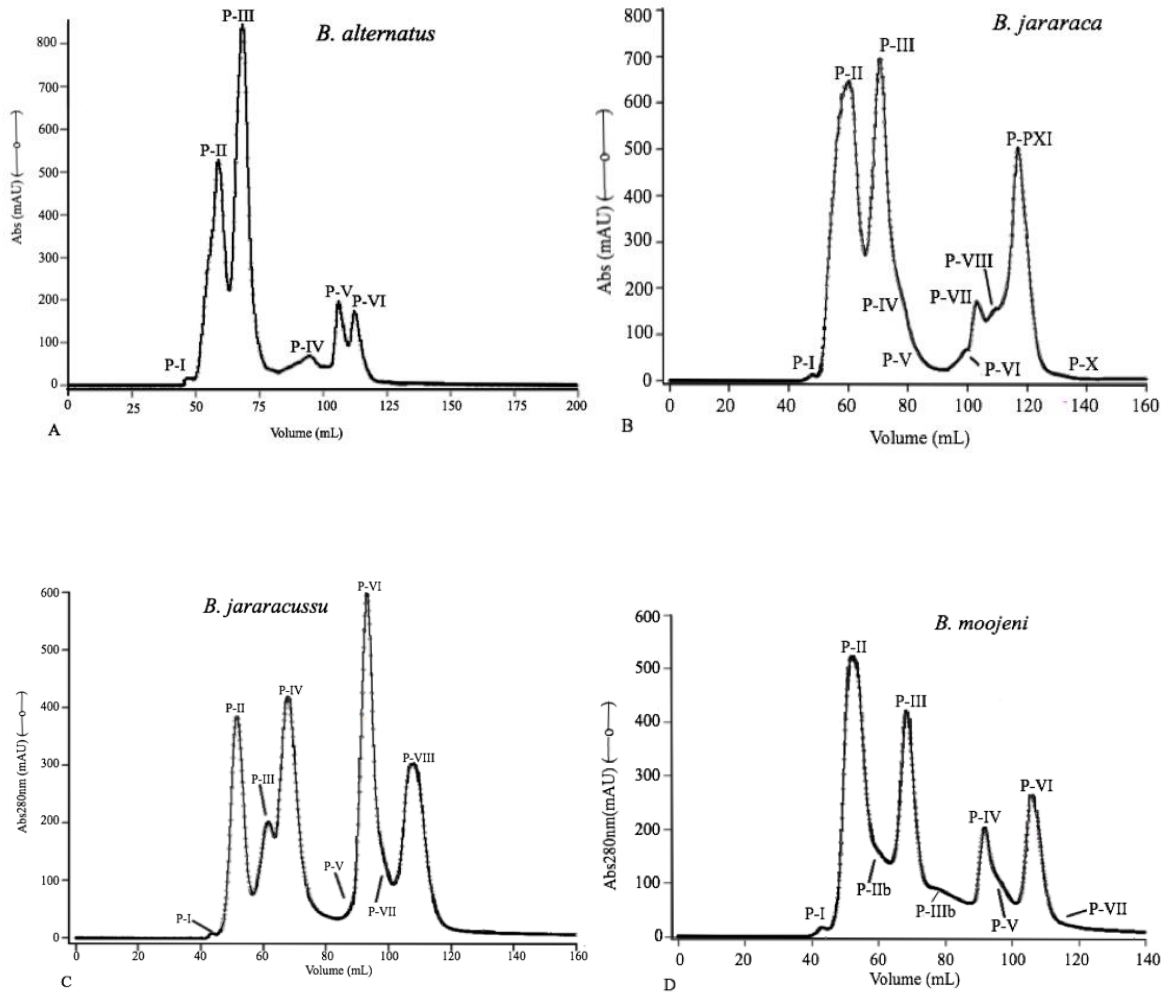 B. alternatus
P-III
P-II
P-I
P-IV
P-V
P-VI
800
700
600
500
400
300
200
100
0
Abs (mAU) (—o—)
0 25 50 75 100 125 150 175 200
Volume (mL)
A
B. jararaca
P-II
P-III
P-PXI
P-VIII
P-VII
P-IV
P-V
P-I
P-VI
P-X
800
700
600
500
400
300
200
100
0
Abs (mAU) (—o—)
0 20 40 60 80 100 120 140 160
Volume (mL)
B
B. jararacussu
P-VI
P-IV
P-II
P-III
P-VIII
P-V
P-VII
P-I
600
500
400
300
200
100
0
Abs280nm (mAU) (—o—)
0 20 40 60 80 100 120 140 160
Volume (mL)
C
B. moojeni
P-II
P-III
P-VI
P-IV
P-IIb
P-I
P-IIIb
P-V
P-VII
600
500
400
300
200
100
0
Abs280nm(mAU) (—o—)
0 20 40 60 80 100 120 140
Volume (mL)
D